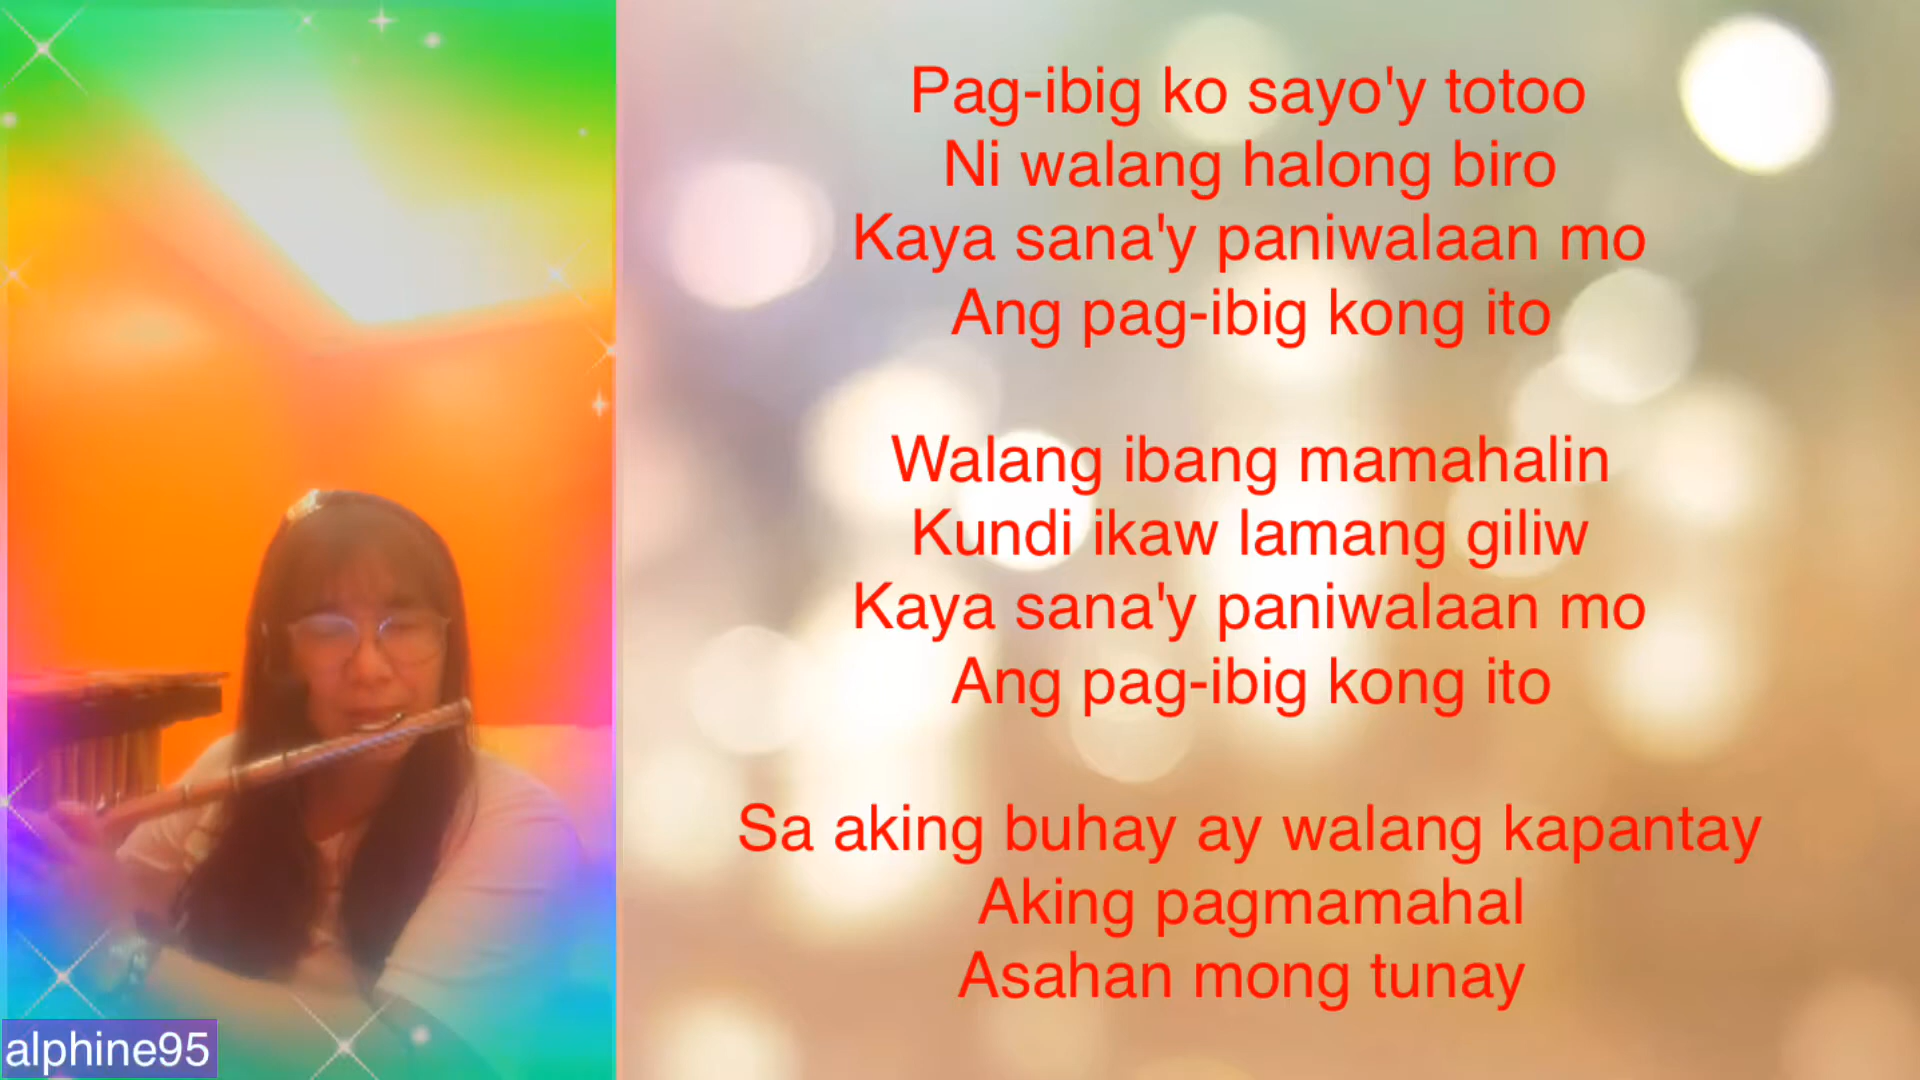 Pag-ibig ko sayo'y totoo
Ni walang halong biro
Kaya sana'y paniwalaan mo
Ang pag-ibig kong ito
Walang ibang mamahalin
Kundi ikaw lamang giliw
Kaya sana'y paniwalaan mo
Ang pag-ibig kong ito
Sa aking buhay ay walang kapantay
Aking pagmamahal
Asahan mong tunay
alphine95